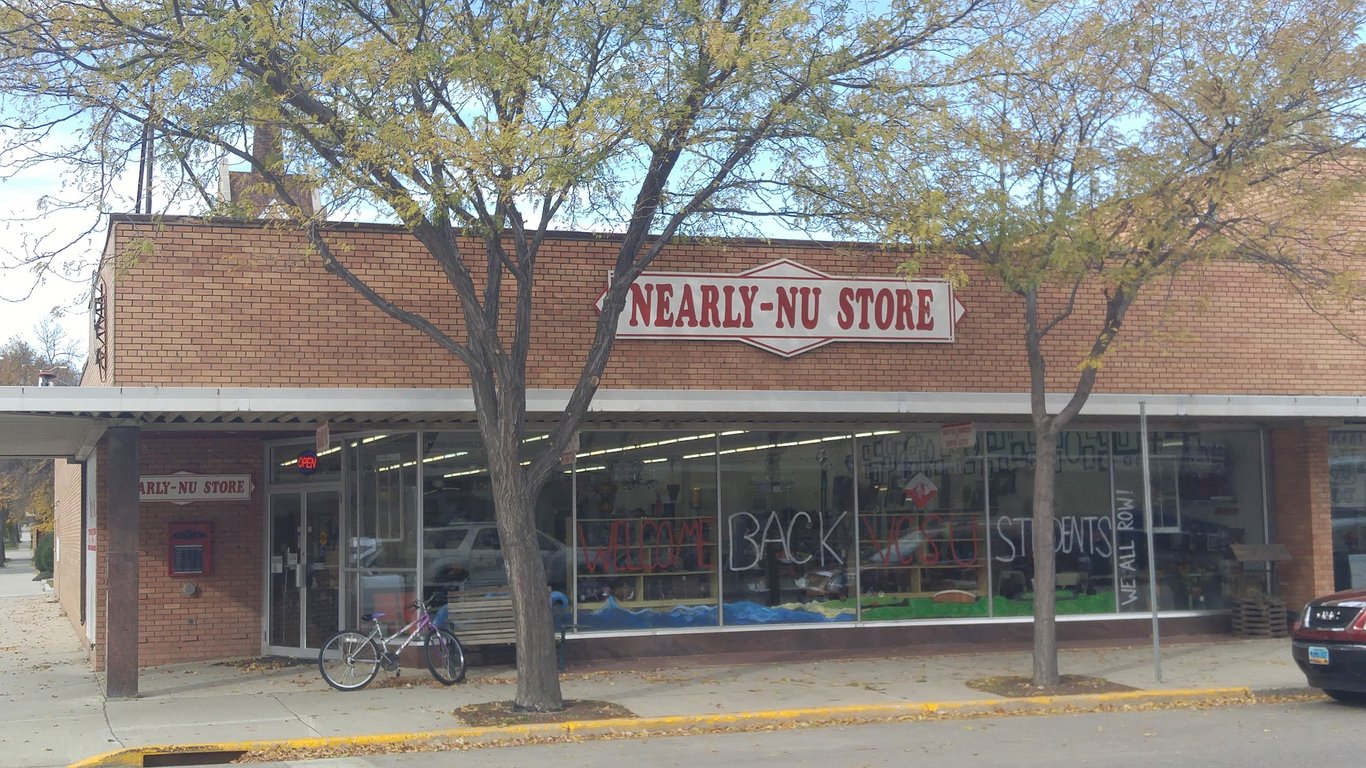 NEARLY-NU STORE
OPEN
ARLY-NU STORE
WELCOME BACK VCSU STUDENTS
WE ALL ROW!